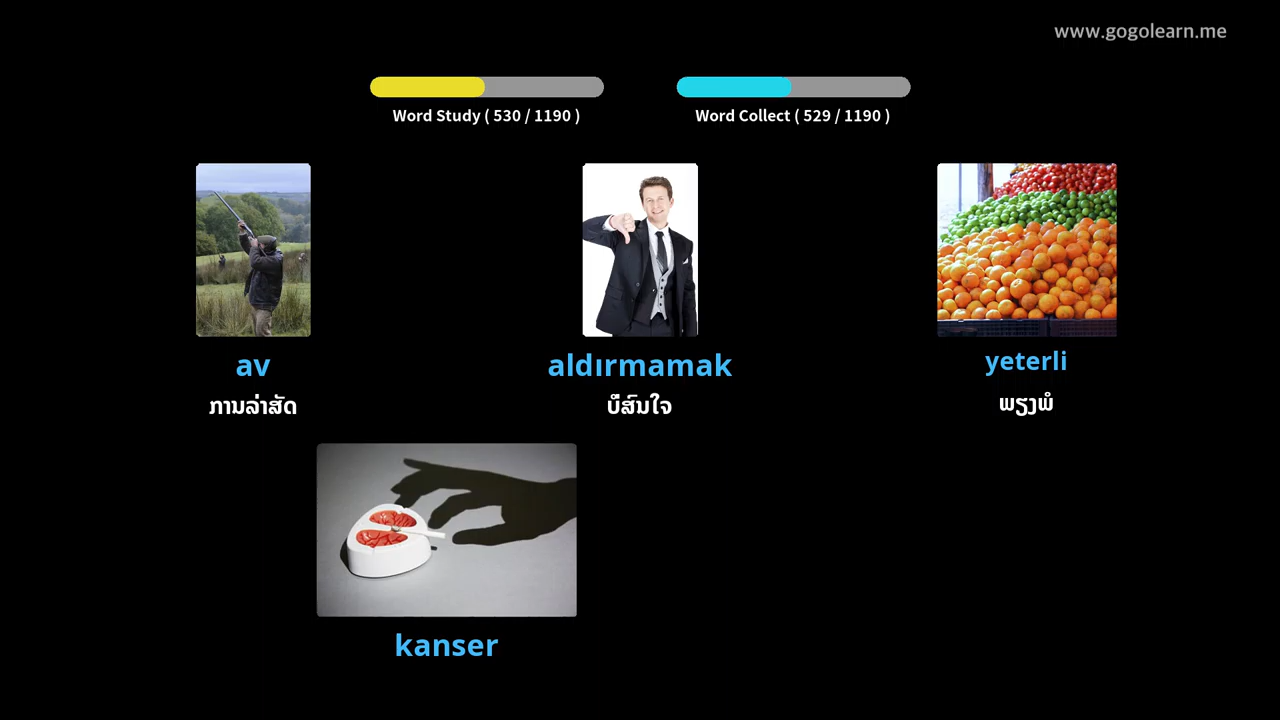 www.gogolearn.me
Word Study ( 530 / 1190 )
Word Collect ( 529 / 1190 )
av
ການລ່າສັດ
aldırmamak
ບໍ່ສົນໃຈ
yeterli
ພຽງພໍ
kanser